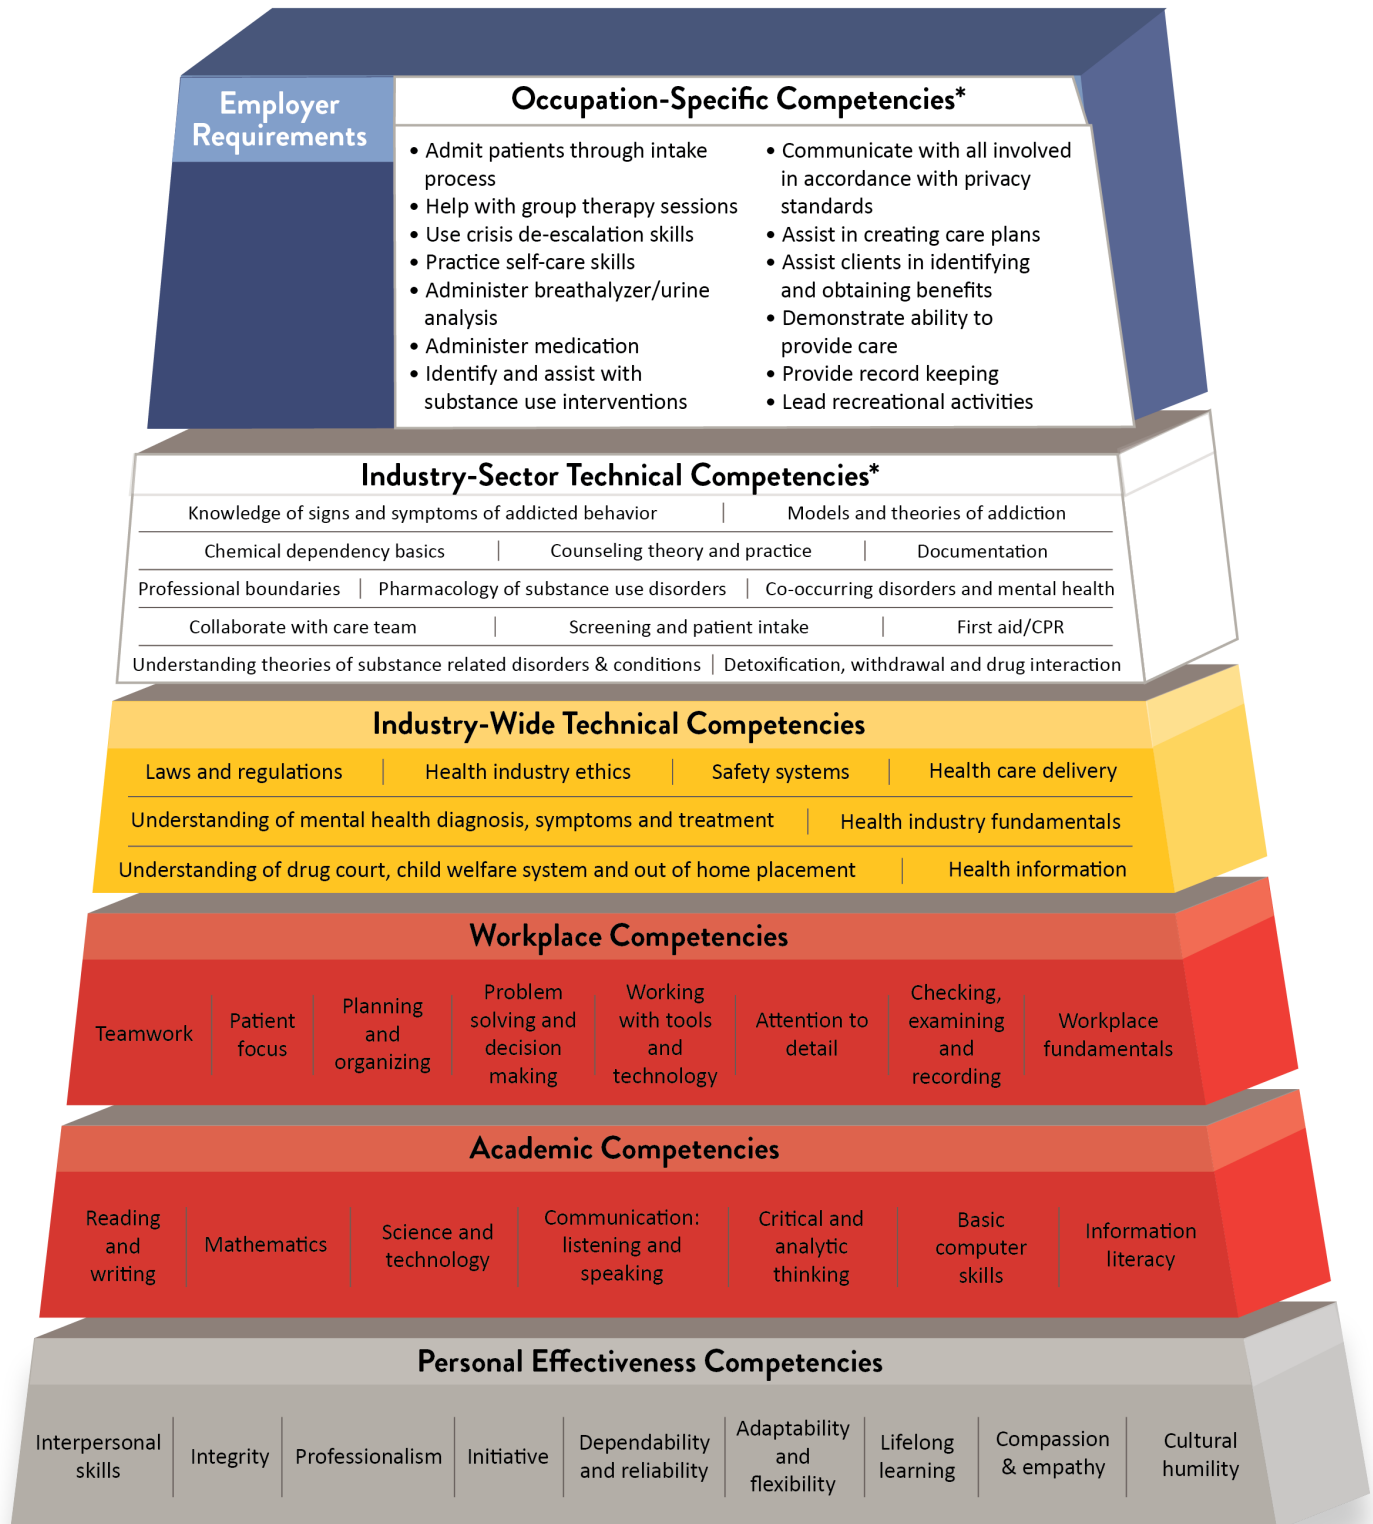 Employer
Requirements
Occupation-Specific Competencies*
• Admit patients through intake
process
• Help with group therapy sessions
• Use crisis de-escalation skills
• Practice self-care skills
• Administer breathalyzer/urine
analysis
• Administer medication
• Identify and assist with
substance use interventions
• Communicate with all involved
in accordance with privacy
standards
• Assist in creating care plans
• Assist clients in identifying
and obtaining benefits
• Demonstrate ability to
provide care
• Provide record keeping
• Lead recreational activities
Industry-Sector Technical Competencies*
Knowledge of signs and symptoms of addicted behavior | Models and theories of addiction
Chemical dependency basics | Counseling theory and practice | Documentation
Professional boundaries | Pharmacology of substance use disorders | Co-occurring disorders and mental health
Collaborate with care team | Screening and patient intake | First aid/CPR
Understanding theories of substance related disorders & conditions | Detoxification, withdrawal and drug interaction
Industry-Wide Technical Competencies
Laws and regulations | Health industry ethics | Safety systems | Health care delivery
Understanding of mental health diagnosis, symptoms and treatment | Health industry fundamentals
Understanding of drug court, child welfare system and out of home placement | Health information
Workplace Competencies
Teamwork
Patient
focus
Planning
and
organizing
Problem
solving and
decision
making
Working
with tools
and
technology
Attention to
detail
Checking,
examining
and
recording
Workplace
fundamentals
Academic Competencies
Reading
and
writing
Mathematics
Science and
technology
Communication:
listening and
speaking
Critical and
analytic
thinking
Basic
computer
skills
Information
literacy
Personal Effectiveness Competencies
Interpersonal
skills
Integrity
Professionalism
Initiative
Dependability
and reliability
Adaptability
and
flexibility
Lifelong
learning
Compassion
& empathy
Cultural
humility